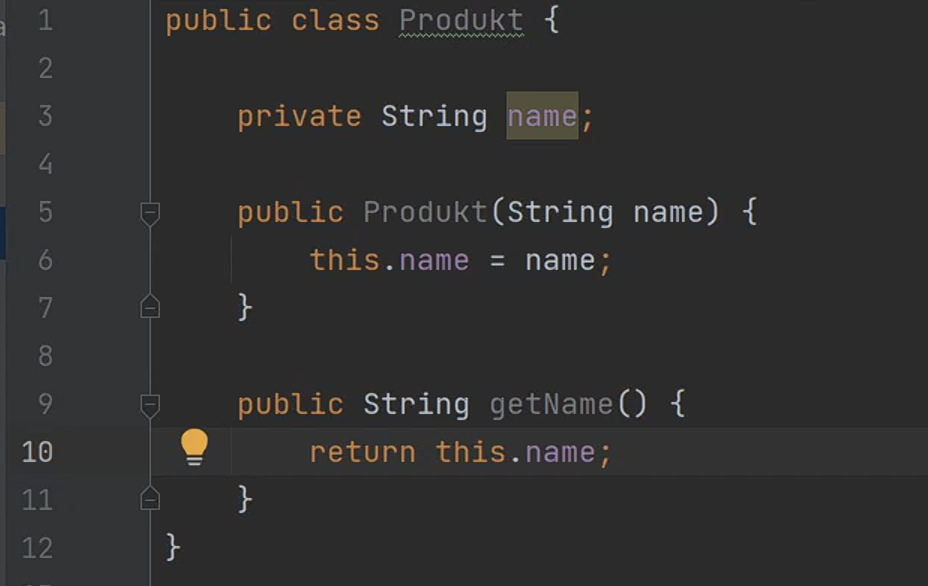 1 public class Produkt {
2
3 private String name;
4
5 public Produkt(String name) {
6 this.name = name;
7 }
8
9 public String getName() {
10 return this.name;
11 }
12 }